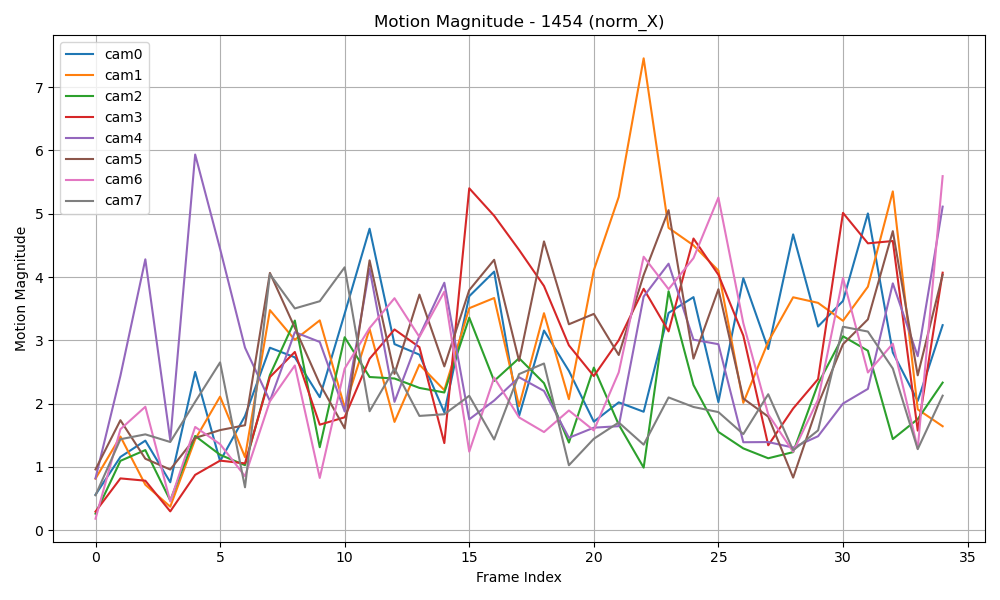 Motion Magnitude - 1454 (norm_X)
cam0
cam1
cam2
cam3
cam4
cam5
cam6
cam7
Motion Magnitude
7
6
5
4
3
2
1
0
0 5 10 15 20 25 30 35
Frame Index